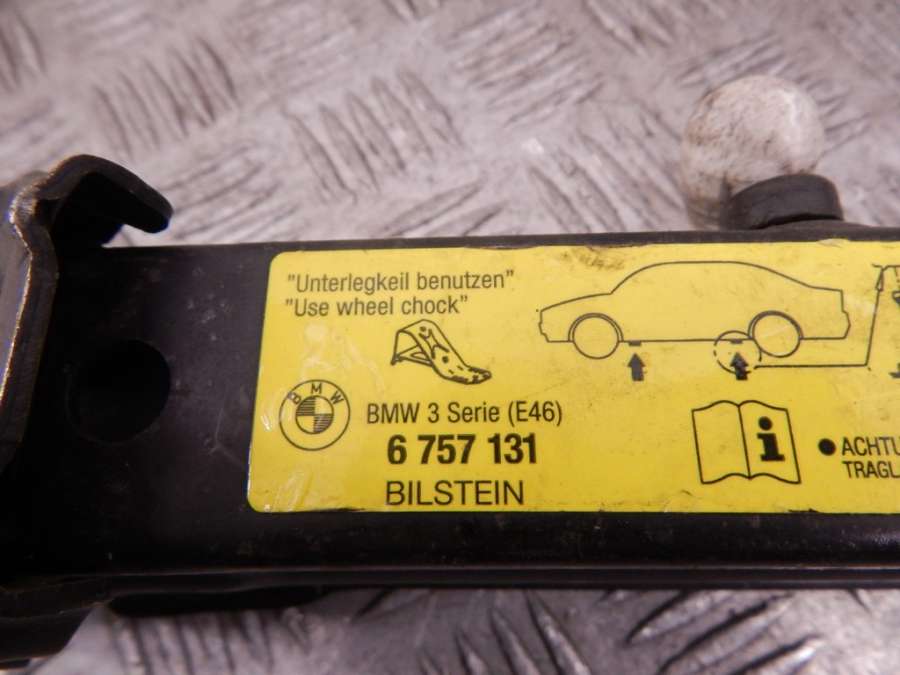 "Unterlegkeil benutzen"
"Use wheel chock"
BMW
BMW 3 Serie (E46)
6 757 131
BILSTEIN
i
● ACHTU
TRAGL